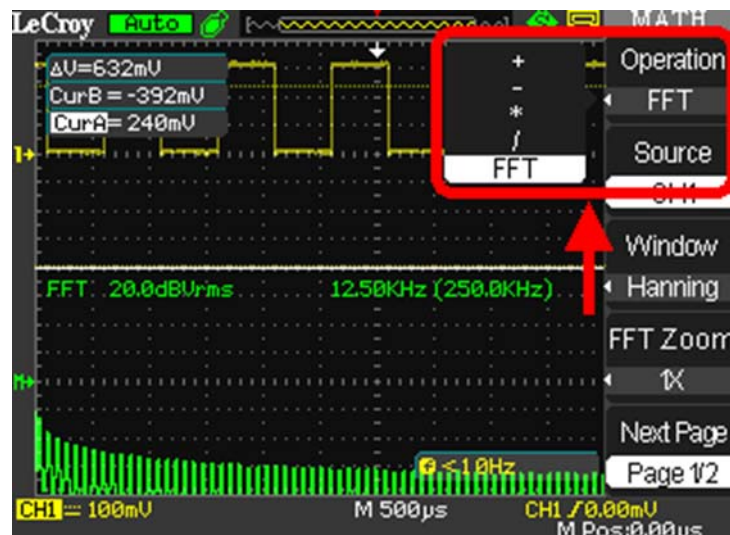 LeCroy Auto MATH
ΔV=632mV
CurB = -392mV
CurA= 240mV
+
-
*
/
FFT
Operation
FFT
Source
CH1
Window
Hanning
FFT Zoom
1X
Next Page
Page 1/2
1
FFT 20.0dBVrms 12.50KHz (250.0KHz)
M
<10Hz
CH1 100mV M 500μs CH1 / 0.00mV
M Pos:0.00μs